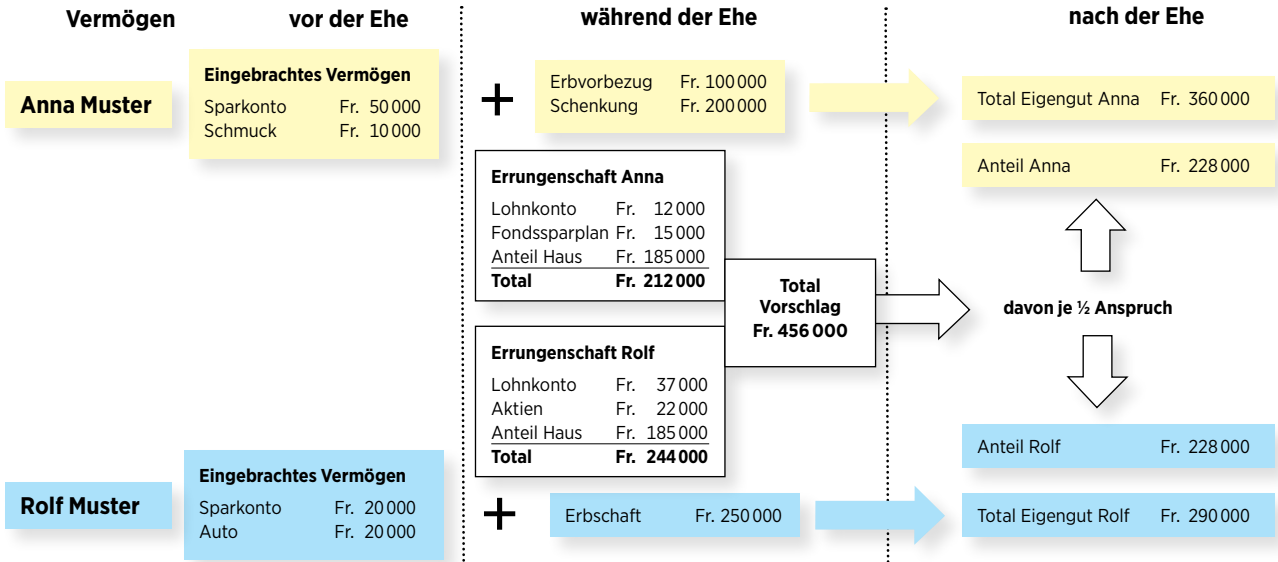 Vermögen vor der Ehe während der Ehe nach der Ehe
Anna Muster
Eingebrachtes Vermögen
Sparkonto Fr. 50 000
Schmuck Fr. 10 000
+
Erbvorbezug Fr. 100 000
Schenkung Fr. 200 000
Total Eigengut Anna Fr. 360 000
Anteil Anna Fr. 228 000
Errungenschaft Anna
Lohnkonto Fr. 12 000
Fondssparplan Fr. 15 000
Anteil Haus Fr. 185 000
Total Fr. 212 000
Total
Vorschlag
Fr. 456 000
davon je ½ Anspruch
Errungenschaft Rolf
Lohnkonto Fr. 37 000
Aktien Fr. 22 000
Anteil Haus Fr. 185 000
Total Fr. 244 000
Anteil Rolf Fr. 228 000
Rolf Muster
Eingebrachtes Vermögen
Sparkonto Fr. 20 000
Auto Fr. 20 000
+
Erbschaft Fr. 250 000
Total Eigengut Rolf Fr. 290 000